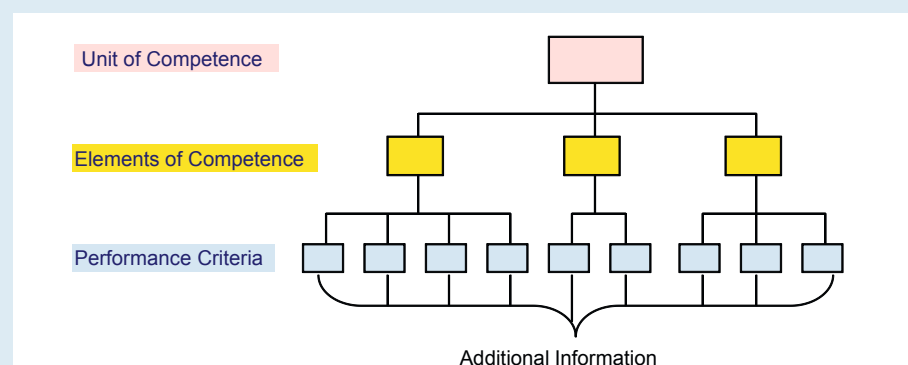 Unit of Competence
Elements of Competence
Performance Criteria
Additional Information